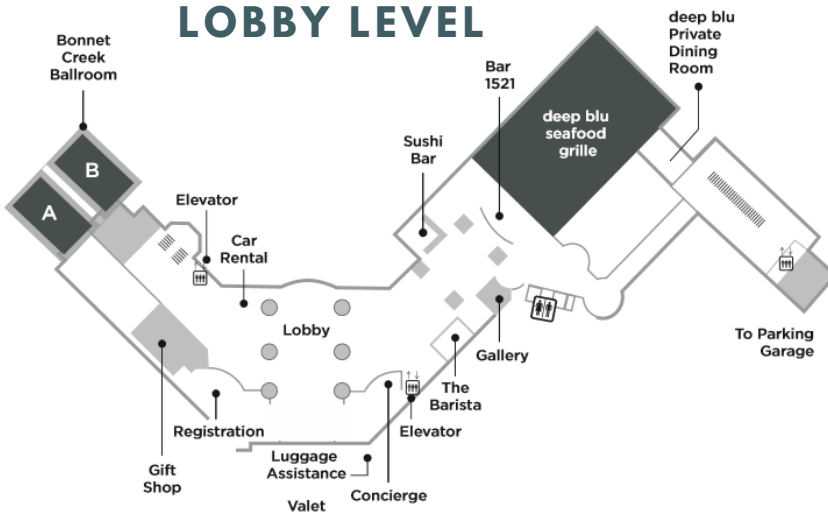 LOBBY LEVEL
deep blu
Private
Dining
Room
Bonnet
Creek
Ballroom
Bar
1521
deep blu
seafood
grille
Sushi
Bar
B
A
Elevator
Car
Rental
Lobby
To Parking
Garage
Gallery
The
Barista
Registration
Elevator
Luggage
Assistance
Gift
Shop
Concierge
Valet